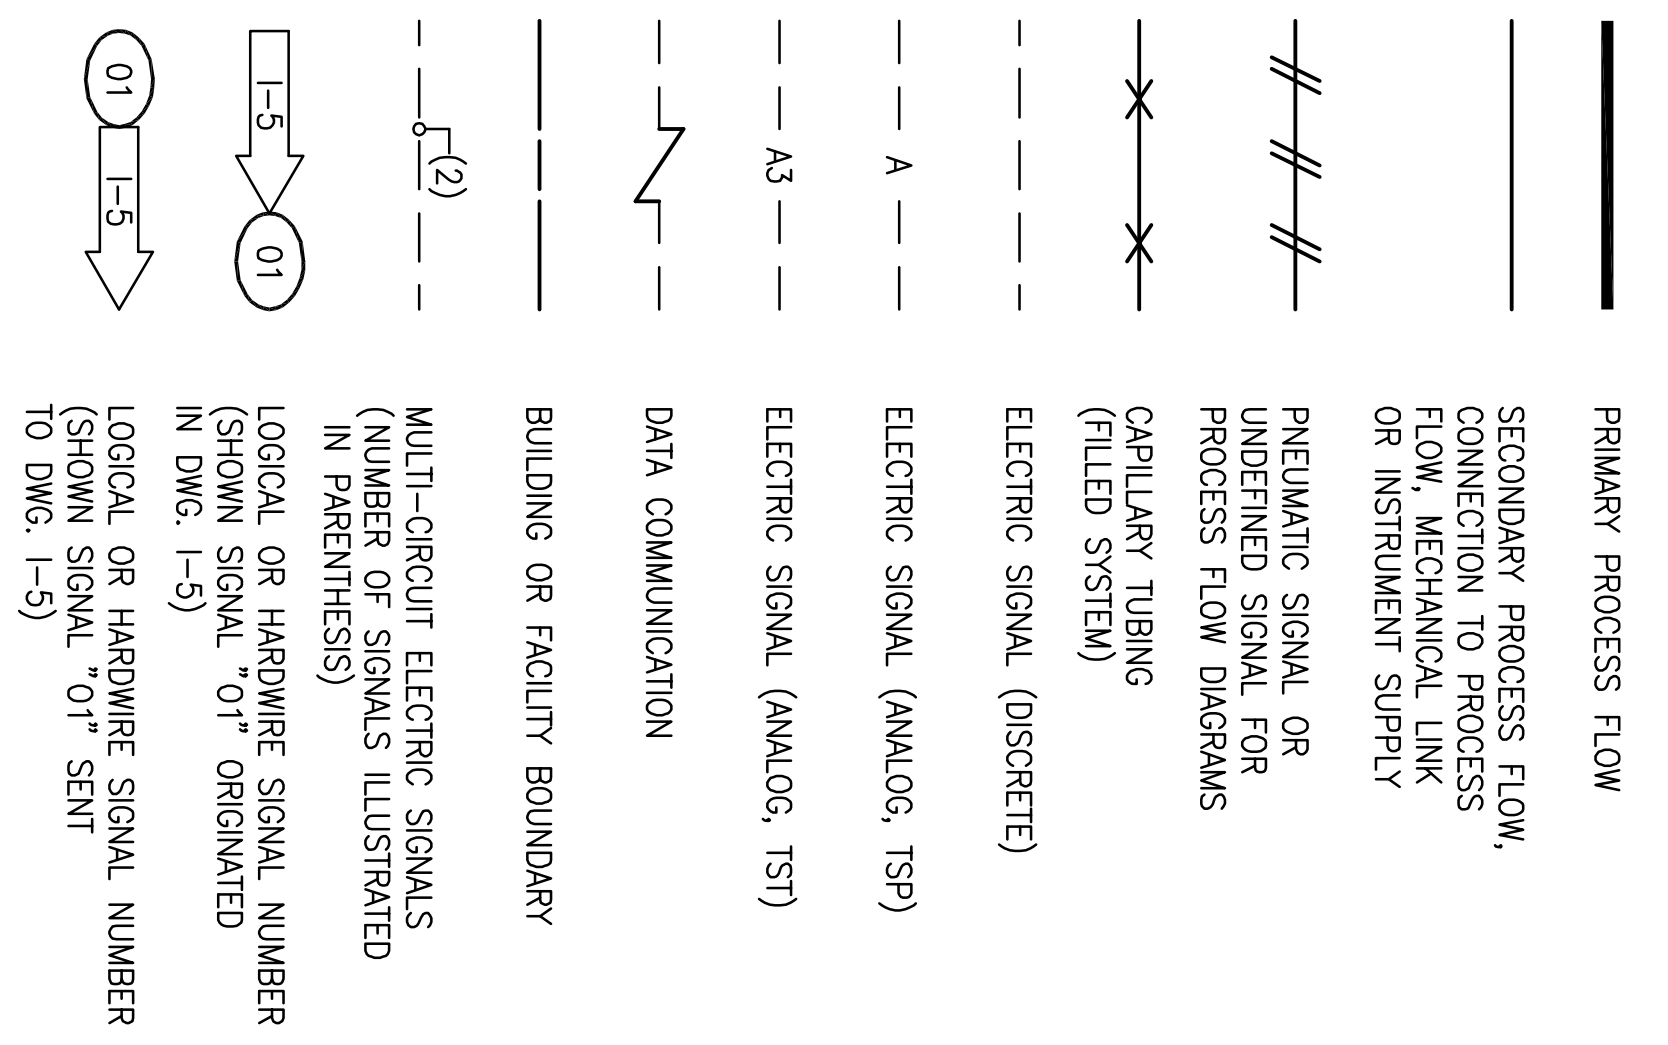 PRIMARY PROCESS FLOW
SECONDARY PROCESS FLOW,
CONNECTION TO PROCESS
FLOW, MECHANICAL LINK
OR INSTRUMENT SUPPLY
PNEUMATIC SIGNAL OR
UNDEFINED SIGNAL FOR
PROCESS FLOW DIAGRAMS
CAPILLARY TUBING
(FILLED SYSTEM)
ELECTRIC SIGNAL (DISCRETE)
A
ELECTRIC SIGNAL (ANALOG, TSP)
A3
ELECTRIC SIGNAL (ANALOG, TST)
DATA COMMUNICATION
BUILDING OR FACILITY BOUNDARY
(2)
MULTI-CIRCUIT ELECTRIC SIGNALS
(NUMBER OF SIGNALS ILLUSTRATED
IN PARENTHESIS)
I-5 01
LOGICAL OR HARDWIRE SIGNAL NUMBER
(SHOWN SIGNAL "01" ORIGINATED
IN DWG. I-5)
01 I-5
LOGICAL OR HARDWIRE SIGNAL NUMBER
(SHOWN SIGNAL "01" SENT
TO DWG. I-5)